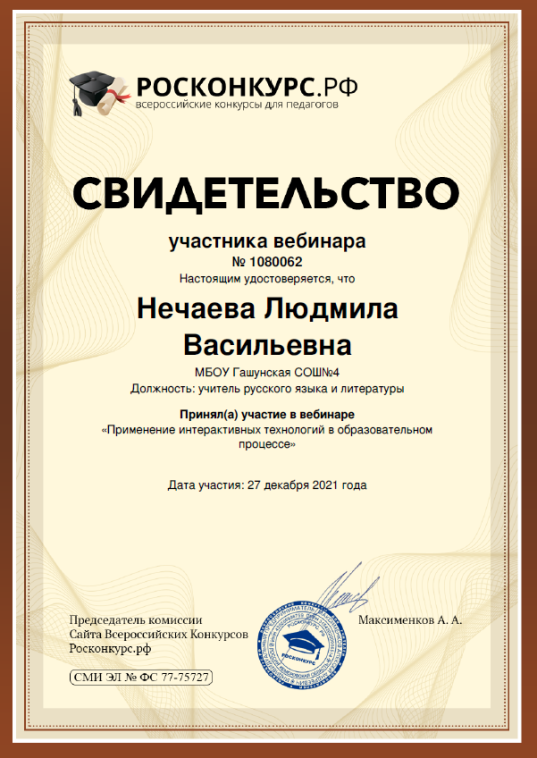 РОСКОНКУРС.РФ
всероссийские конкурсы для педагогов
СВИДЕТЕЛЬСТВО
участника вебинара
№ 1080062
Настоящим удостоверяется, что
Нечаева Людмила
Васильевна
МБОУ Гашунская СОШ№4
Должность: учитель русского языка и литературы
Принял(а) участие в вебинаре
«Применение интерактивных технологий в образовательном
процессе»
Дата участия: 27 декабря 2021 года
Председатель комиссии
Сайта Всероссийских Конкурсов
Росконкурс.рф
Максименков А. А.
СМИ ЭЛ № ФС 77-75727
РОСКОНКУРС